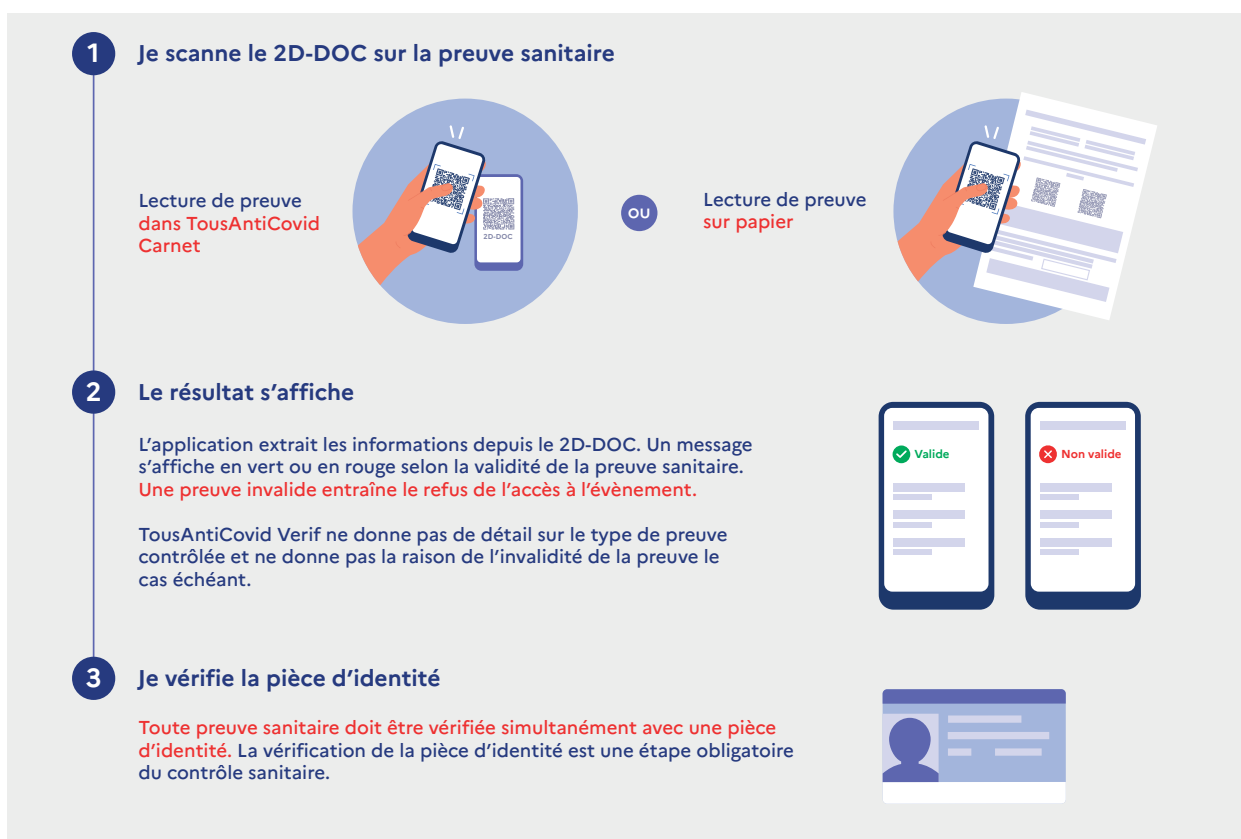 1
Je scanne le 2D-DOC sur la preuve sanitaire
Lecture de preuve
dans TousAntiCovid
Carnet
2D-DOC
OU
Lecture de preuve
sur papier
2
Le résultat s’affiche
L’application extrait les informations depuis le 2D-DOC. Un message
s’affiche en vert ou en rouge selon la validité de la preuve sanitaire.
Une preuve invalide entraîne le refus de l’accès à l’évènement.
TousAntiCovid Verif ne donne pas de détail sur le type de preuve
contrôlée et ne donne pas la raison de l’invalidité de la preuve le
cas échéant.
Valide
Non valide
3
Je vérifie la pièce d’identité
Toute preuve sanitaire doit être vérifiée simultanément avec une pièce
d’identité. La vérification de la pièce d’identité est une étape obligatoire
du contrôle sanitaire.